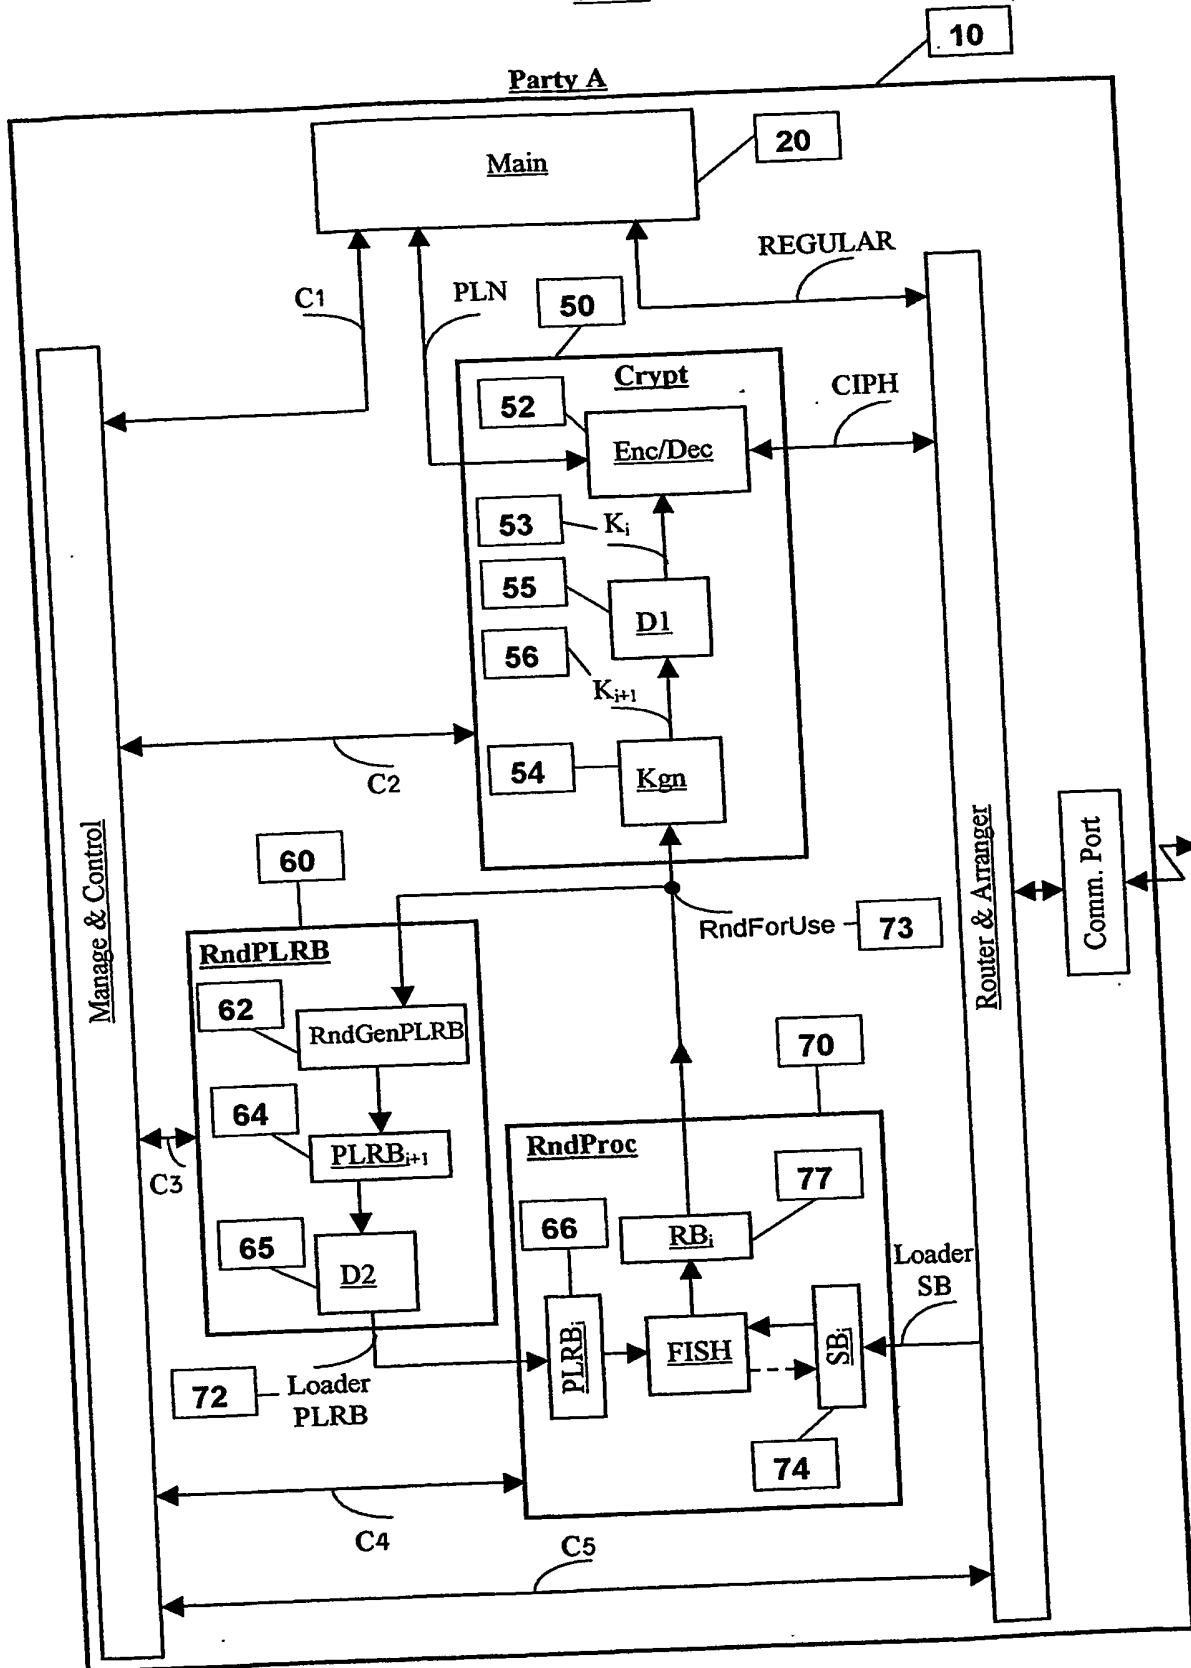 10
Party A
Main
20
REGULAR
C1
PLN
50
Crypt
52
CIPH
Enc/Dec
53
Ki
55
D1
56
Ki+1
54
Kgn
C2
Manage & Control
Router & Arranger
Comm. Port
60
RndForUse
73
RndPLRB
62
RndGenPLRB
70
64
PLRBi+1
C3
RndProc
77
66
RBi
65
D2
Loader
SB
PLRBi
FISH
SBi
72
Loader
PLRB
74
C4
C5